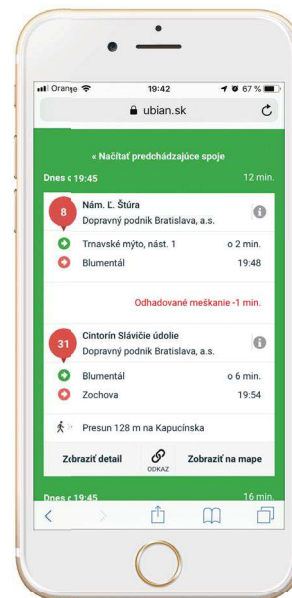 Orange 19:42 67 %
ubian.sk
« Načítať predchádzajúce spoje
Dnes o 19:45 12 min.
8 Nám. Ľ. Štúra
Dopravný podnik Bratislava, a.s.
Trnavské mýto, nást. 1 o 2 min.
Blumentál 19:48
Odhadované meškanie -1 min.
31 Cintorín Slávičie údolie
Dopravný podnik Bratislava, a.s.
Blumentál o 6 min.
Zochova 19:54
Presun 128 m na Kapucínska
Zobraziť detail ODKAZ Zobraziť na mape
Dnes o 19:45 16 min.